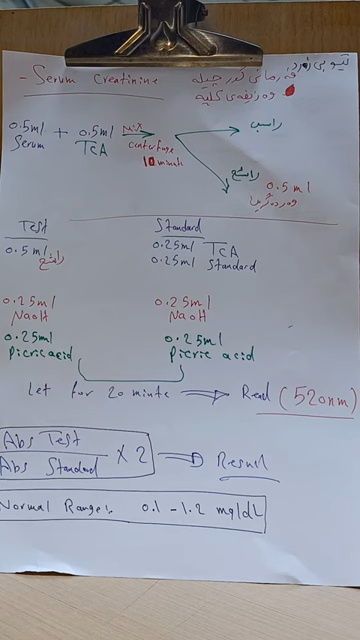 - Serum Creatinine
0.5ml Serum + 0.5ml TCA mix centrifuge 10 minute
راسب
رائع
0.5 ml
Test Standard
0.5 ml 0.25ml TCA
0.25ml Standard
0.25ml NaoH 0.25ml NaoH
0.25ml Picric acid 0.25ml Picric acid
Let for 20 minute Read (520nm)
Abs Test
Abs Standard × 2 Result
Normal Range: 0.1 - 1.2 mg/dL